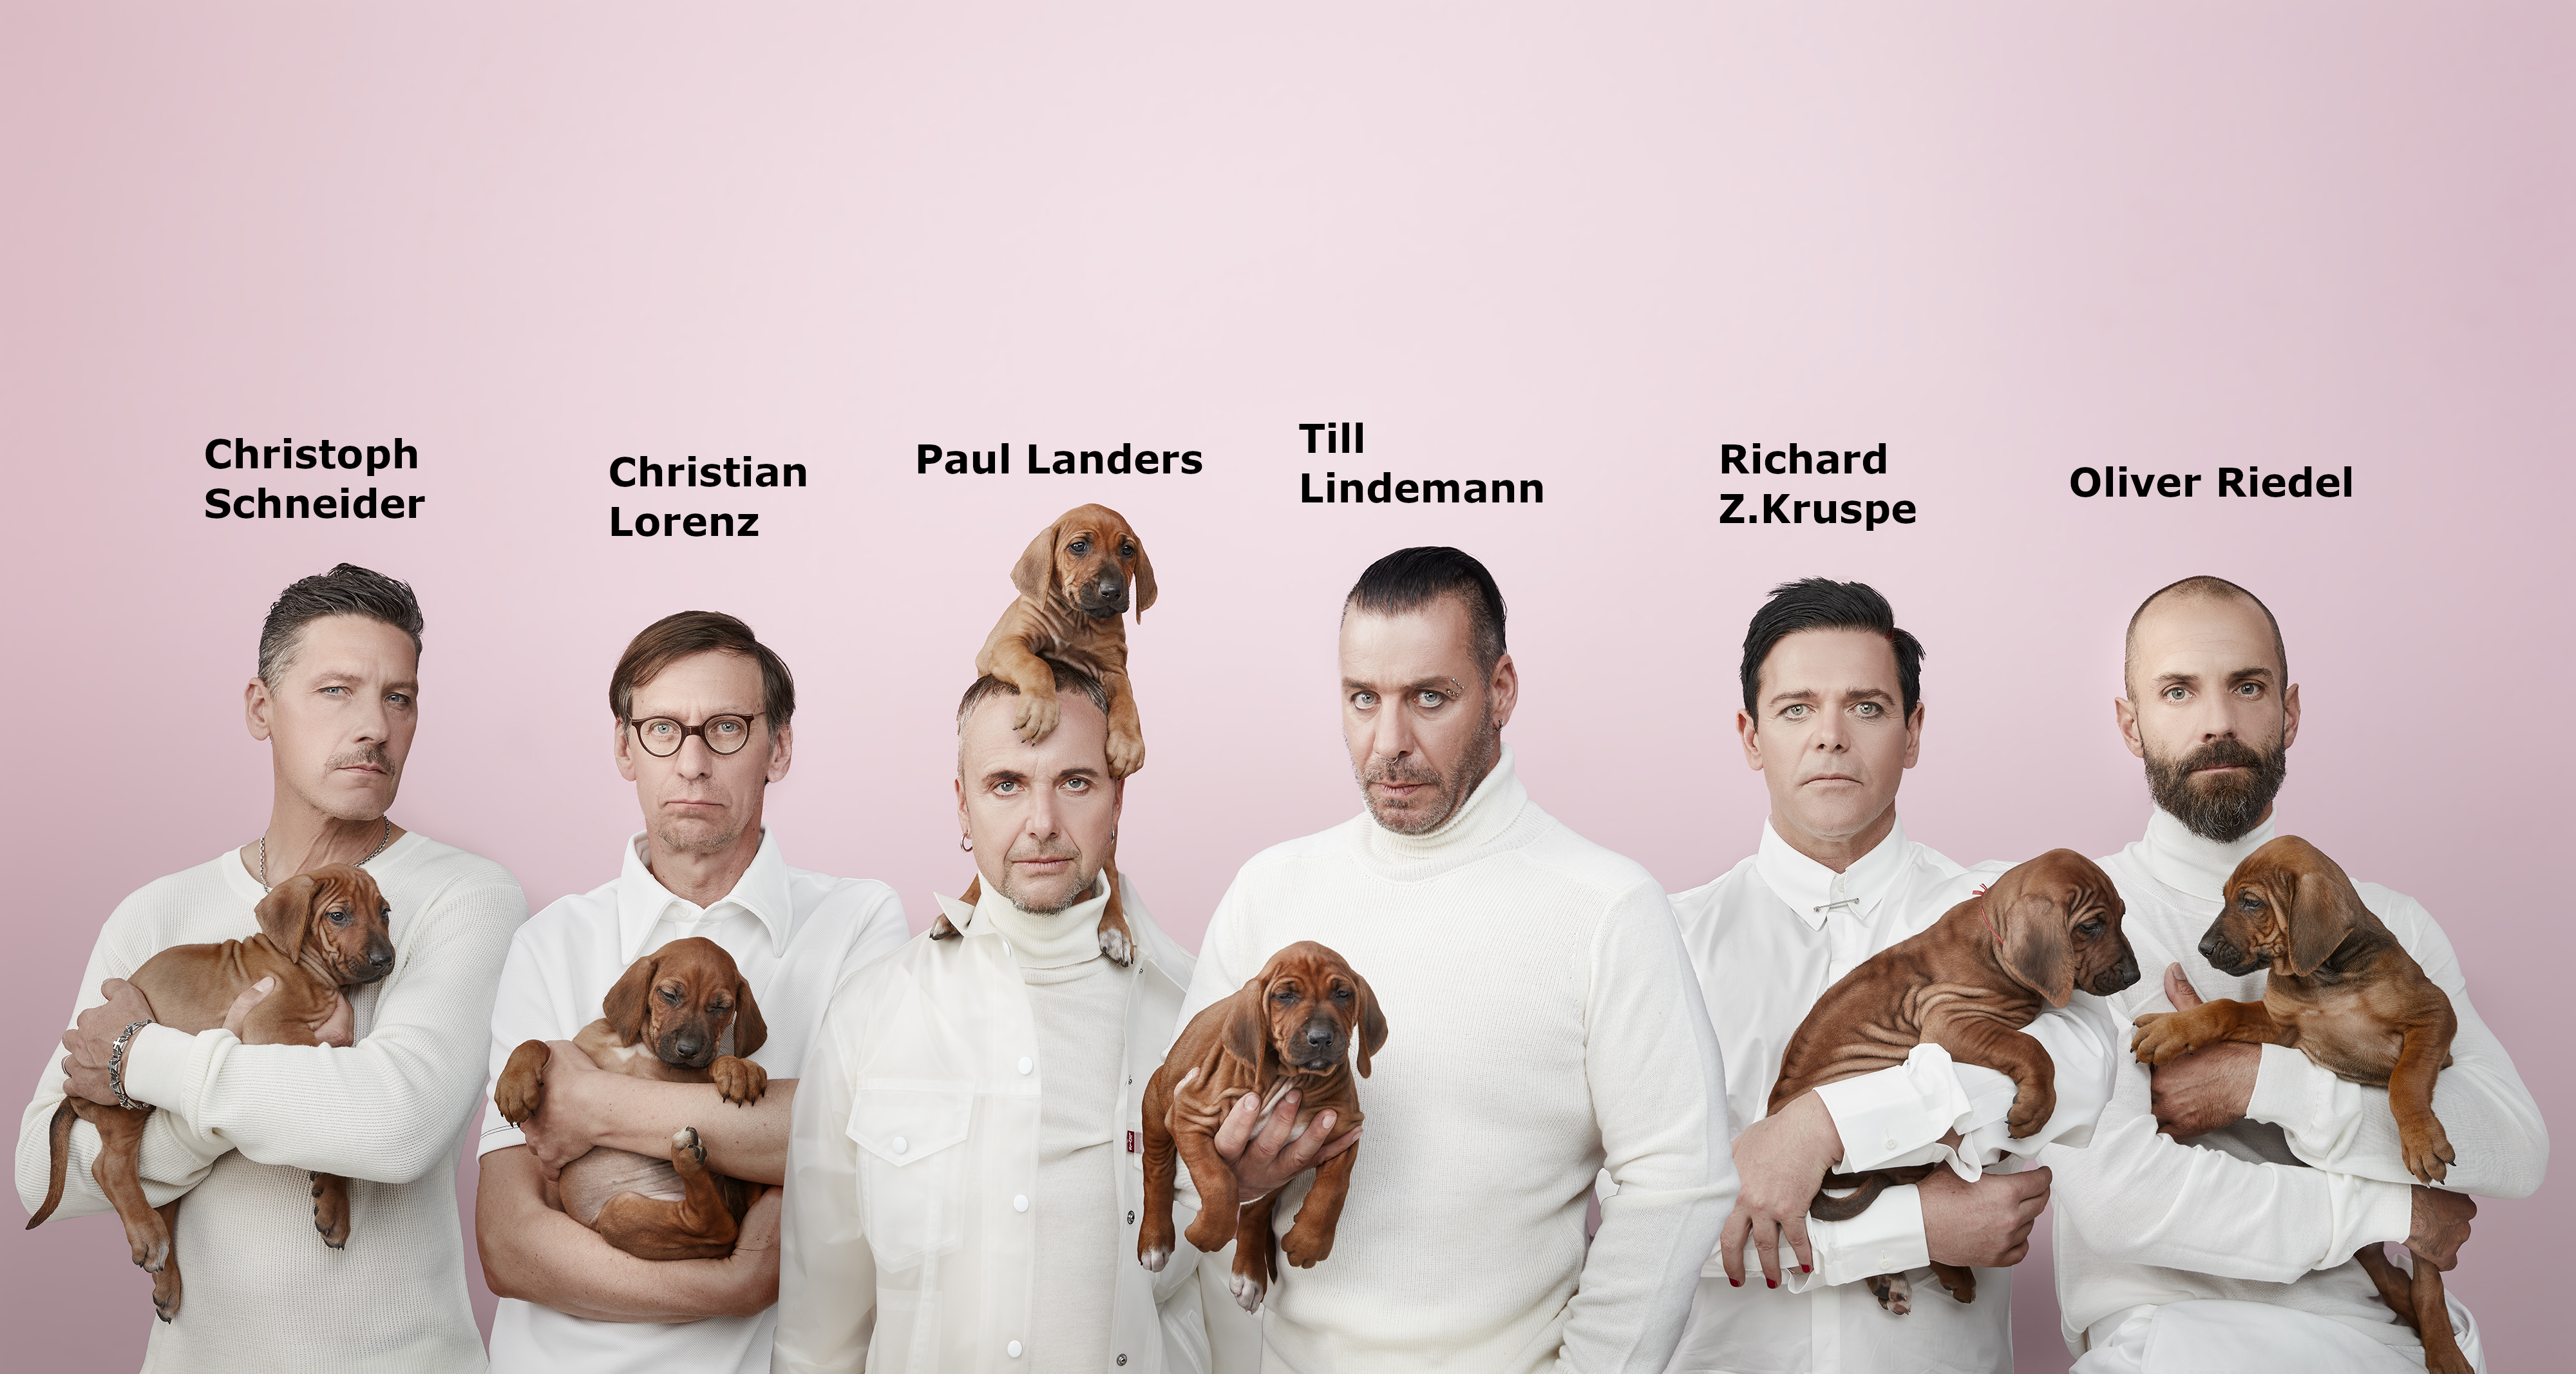 Christoph
Schneider
Christian
Lorenz
Paul Landers
Till
Lindemann
Richard
Z.Kruspe
Oliver Riedel